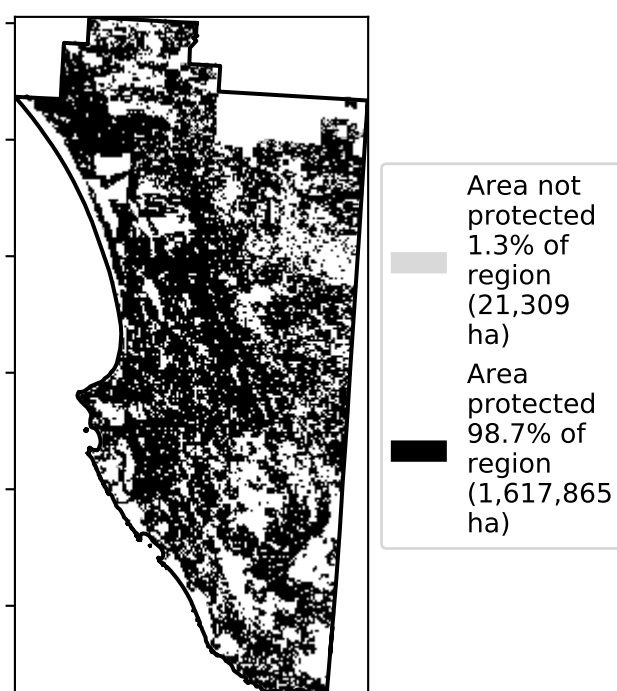 Area not
protected
1.3% of
region
(21,309
ha)
Area
protected
98.7% of
region
(1,617,865
ha)